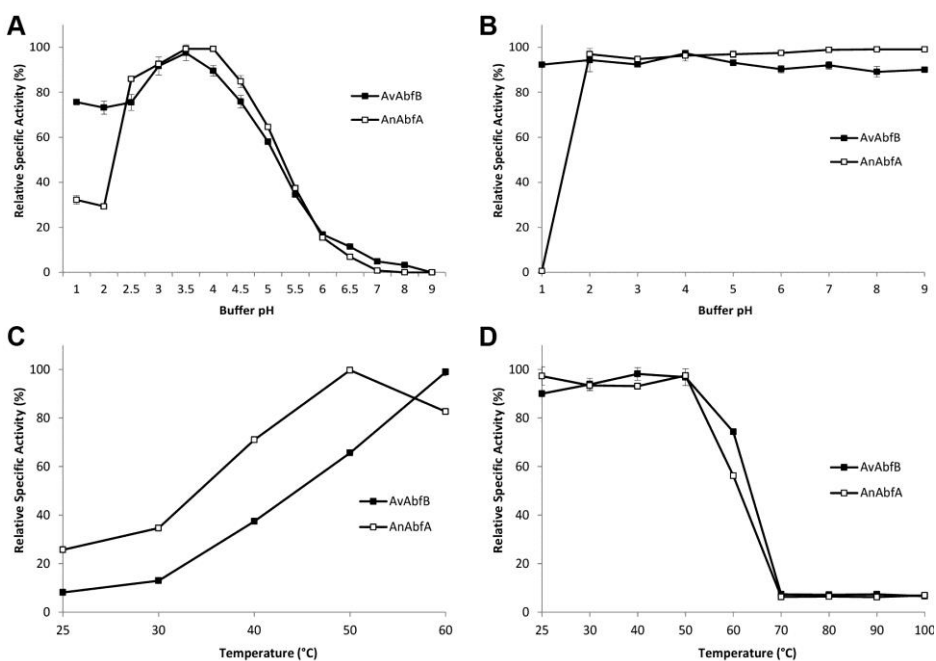 A
Relative Specific Activity (%)
100
80
60
40
20
0
AvAbfB
AnAbfA
1 2 2.5 3 3.5 4 4.5 5 5.5 6 6.5 7 8 9
Buffer pH
B
Relative Specific Activity (%)
100
80
60
40
20
0
AvAbfB
AnAbfA
1 2 3 4 5 6 7 8 9
Buffer pH
C
Relative Specific Activity (%)
100
80
60
40
20
0
AvAbfB
AnAbfA
25 30 40 50 60
Temperature (°C)
D
Relative Specific Activity (%)
100
80
60
40
20
0
AvAbfB
AnAbfA
25 30 40 50 60 70 80 90 100
Temperature (°C)